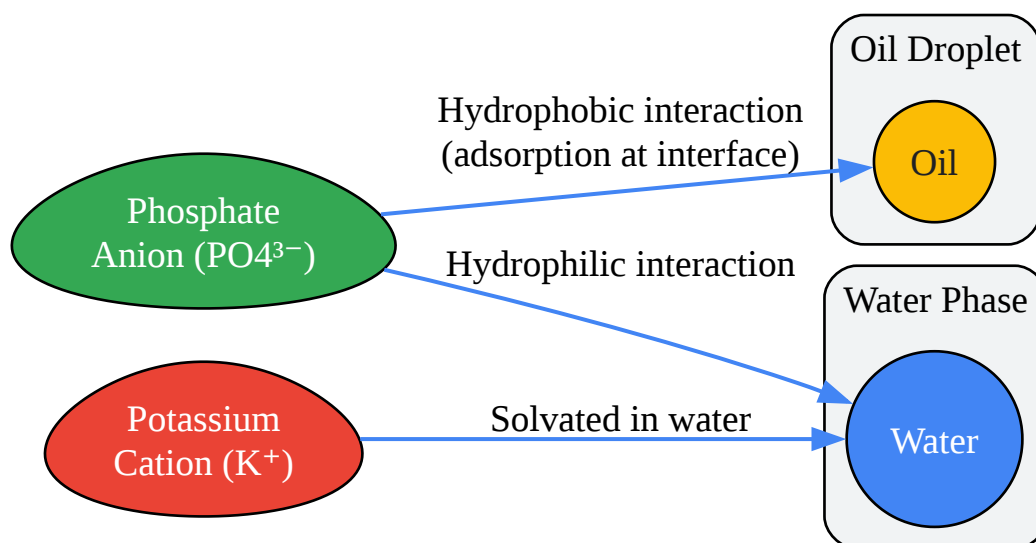 Oil Droplet
Hydrophobic interaction
(adsorption at interface)
Oil
Phosphate
Anion (PO4³⁻)
Hydrophilic interaction
Water Phase
Potassium
Cation (K⁺)
Solvated in water
Water